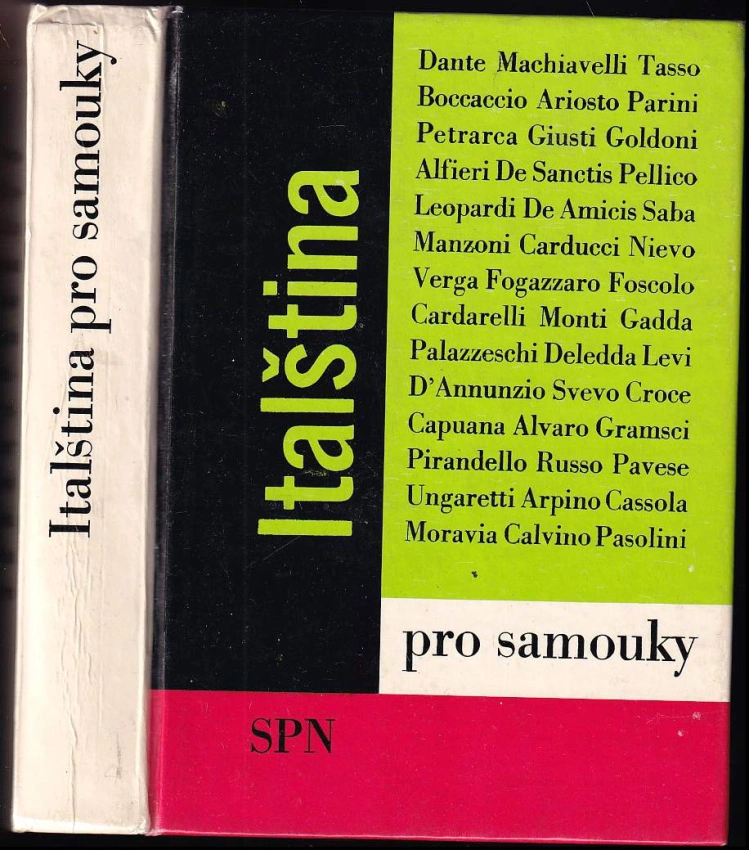 Italština pro samouky
Italština
Dante Machiavelli Tasso
Boccaccio Ariosto Parini
Petrarca Giusti Goldoni
Alfieri De Sanctis Pellico
Leopardi De Amicis Saba
Manzoni Carducci Nievo
Verga Fogazzaro Foscolo
Cardarelli Monti Gadda
Palazzeschi Deledda Levi
D'Annunzio Svevo Croce
Capuana Alvaro Gramsci
Pirandello Russo Pavese
Ungaretti Arpino Cassola
Moravia Calvino Pasolini
pro samouky
SPN